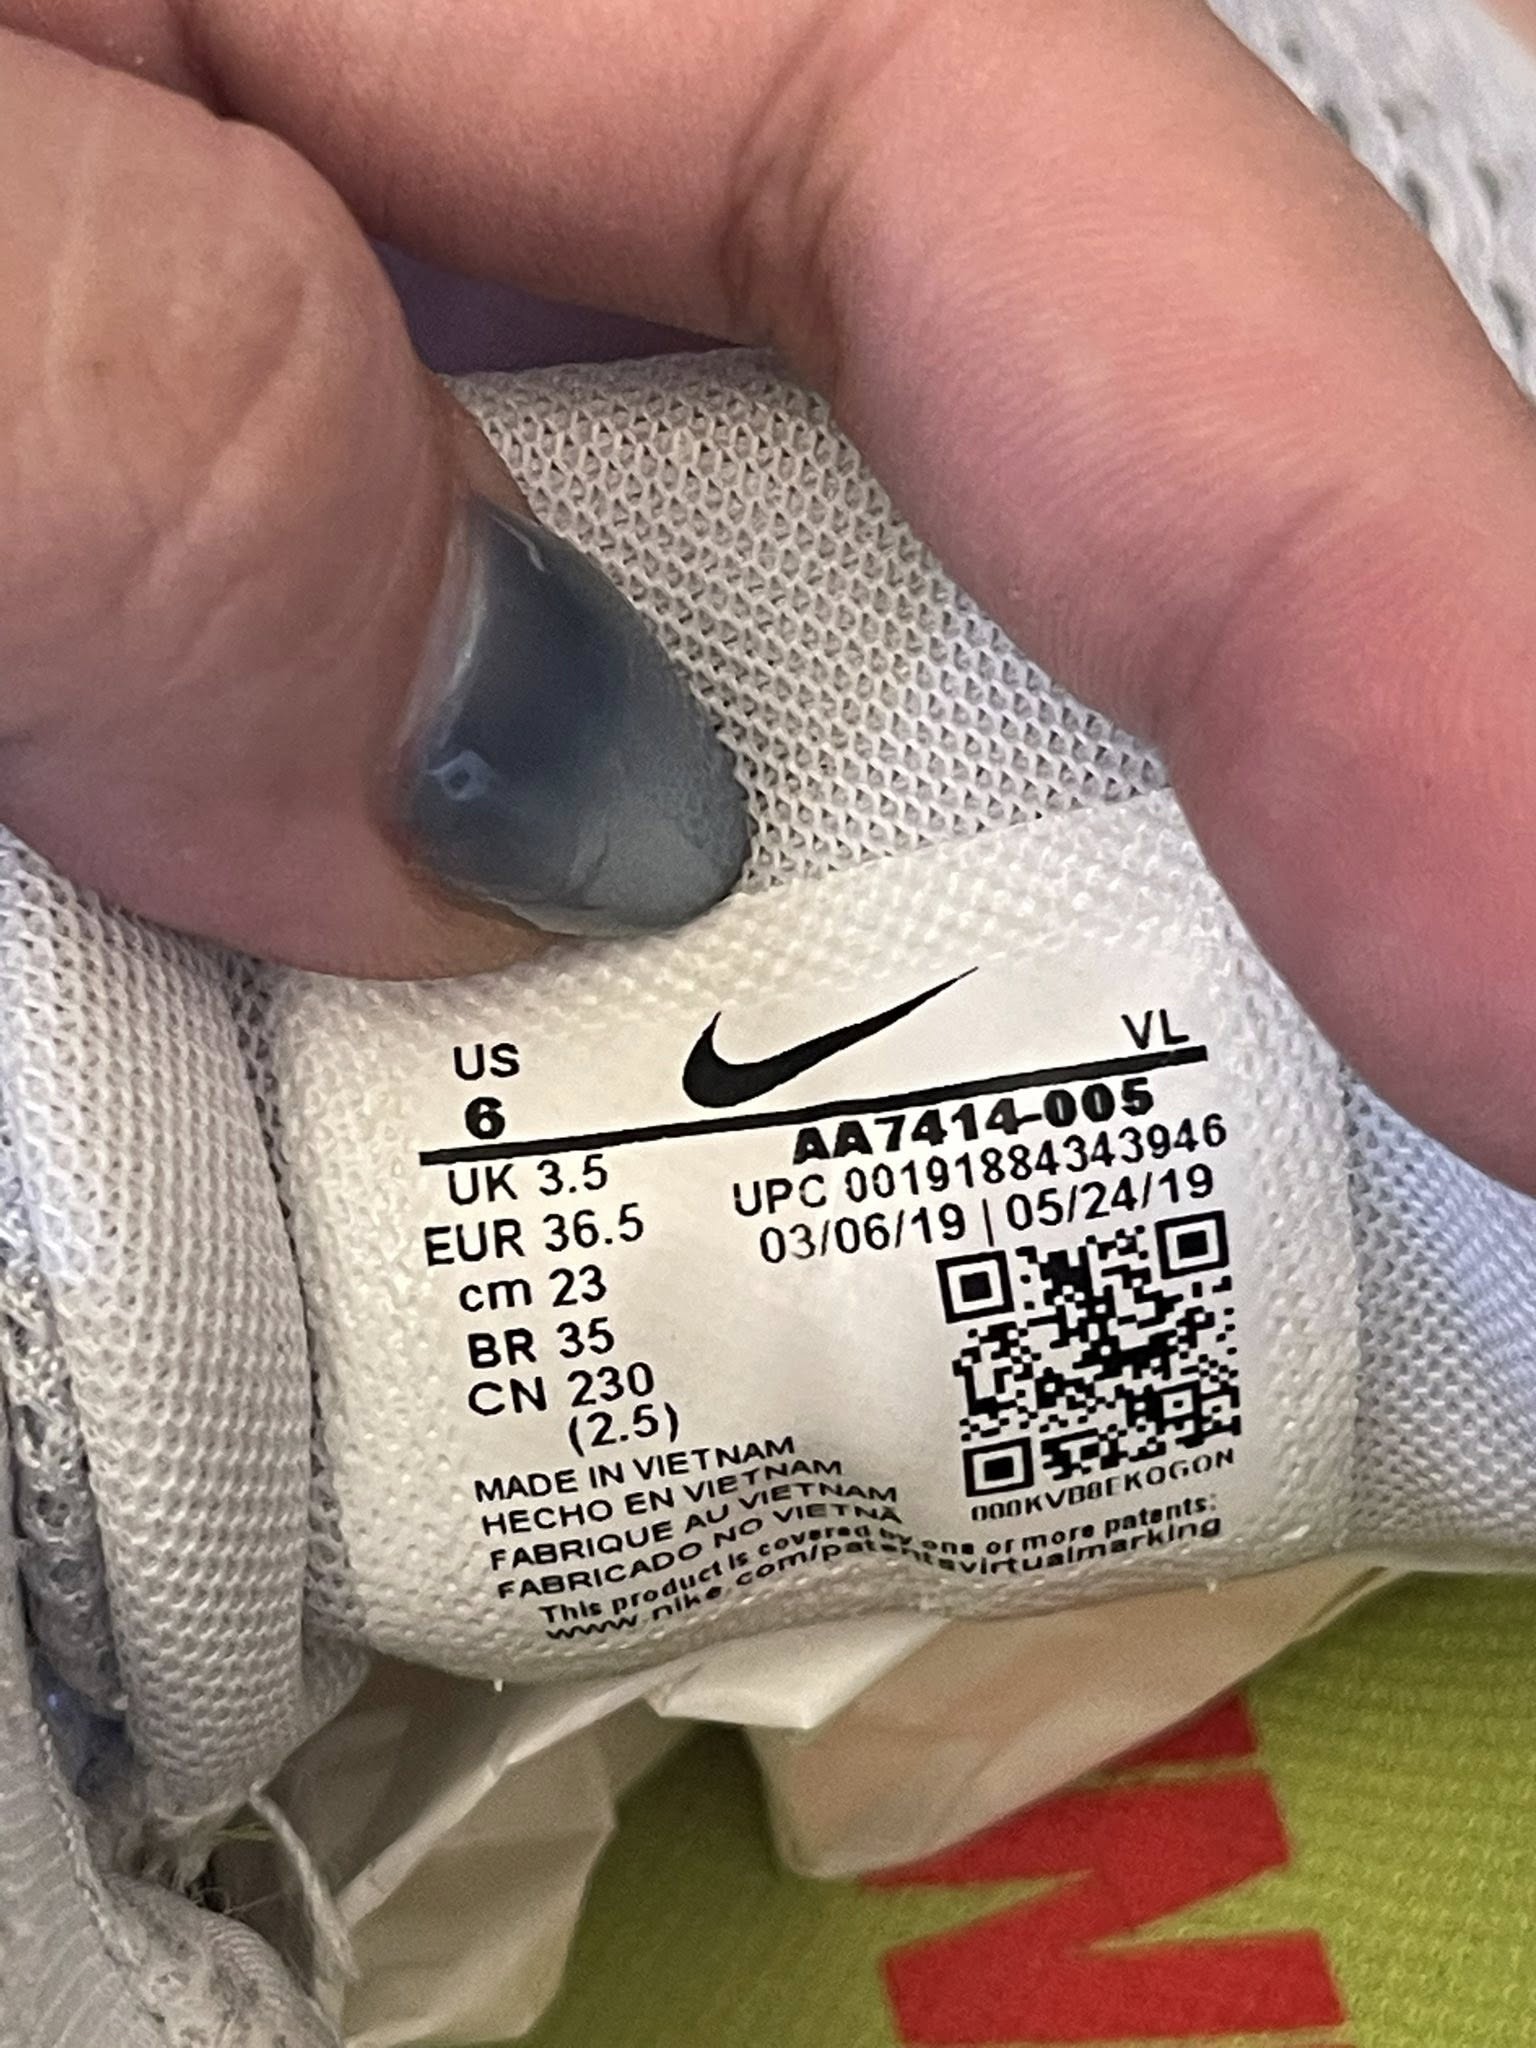 US
6
VL
AA7414-005
UPC 00191884343946
03/06/19 | 05/24/19
UK 3.5
EUR 36.5
cm 23
BR 35
CN 230
(2.5)
MADE IN VIETNAM
HECHO EN VIETNAM
FABRIQUE AU VIETNAM
FABRICADO NO VIETNÃ
This product is covered by one or more patents:
www.nike.com/patentsvirtualmarking